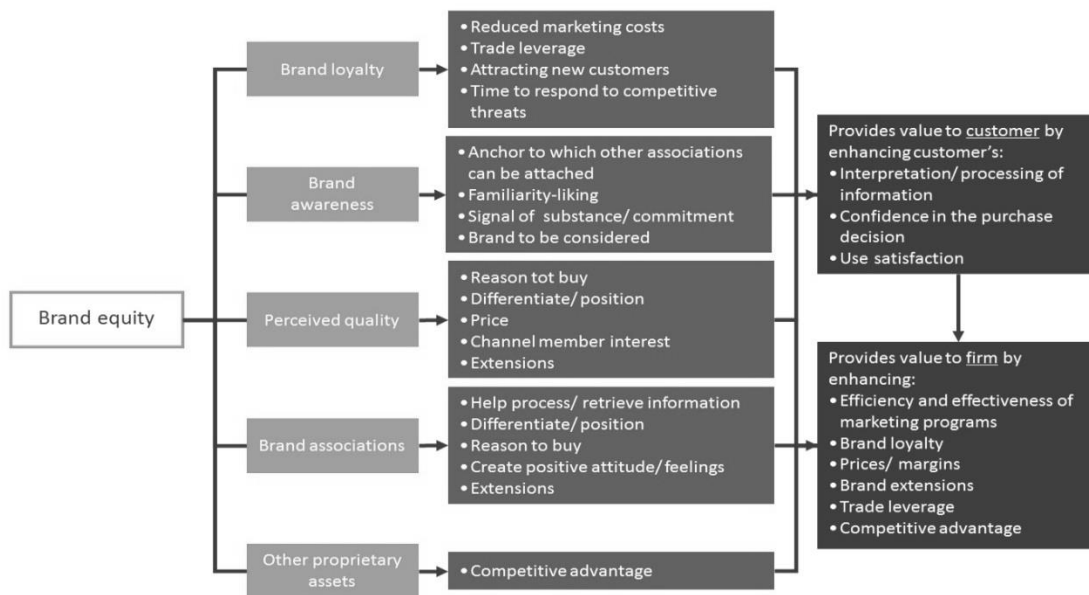 Brand equity
Brand loyalty
• Reduced marketing costs
• Trade leverage
• Attracting new customers
• Time to respond to competitive
threats
Brand
awareness
• Anchor to which other associations
can be attached
• Familiarity-liking
• Signal of substance/ commitment
• Brand to be considered
Perceived quality
• Reason tot buy
• Differentiate/ position
• Price
• Channel member interest
• Extensions
Brand associations
• Help process/ retrieve information
• Differentiate/ position
• Reason to buy
• Create positive attitude/ feelings
• Extensions
Other proprietary
assets
• Competitive advantage
Provides value to customer by
enhancing customer's:
• Interpretation/ processing of
information
• Confidence in the purchase
decision
• Use satisfaction
Provides value to firm by
enhancing:
• Efficiency and effectiveness of
marketing programs
• Brand loyalty
• Prices/ margins
• Brand extensions
• Trade leverage
• Competitive advantage